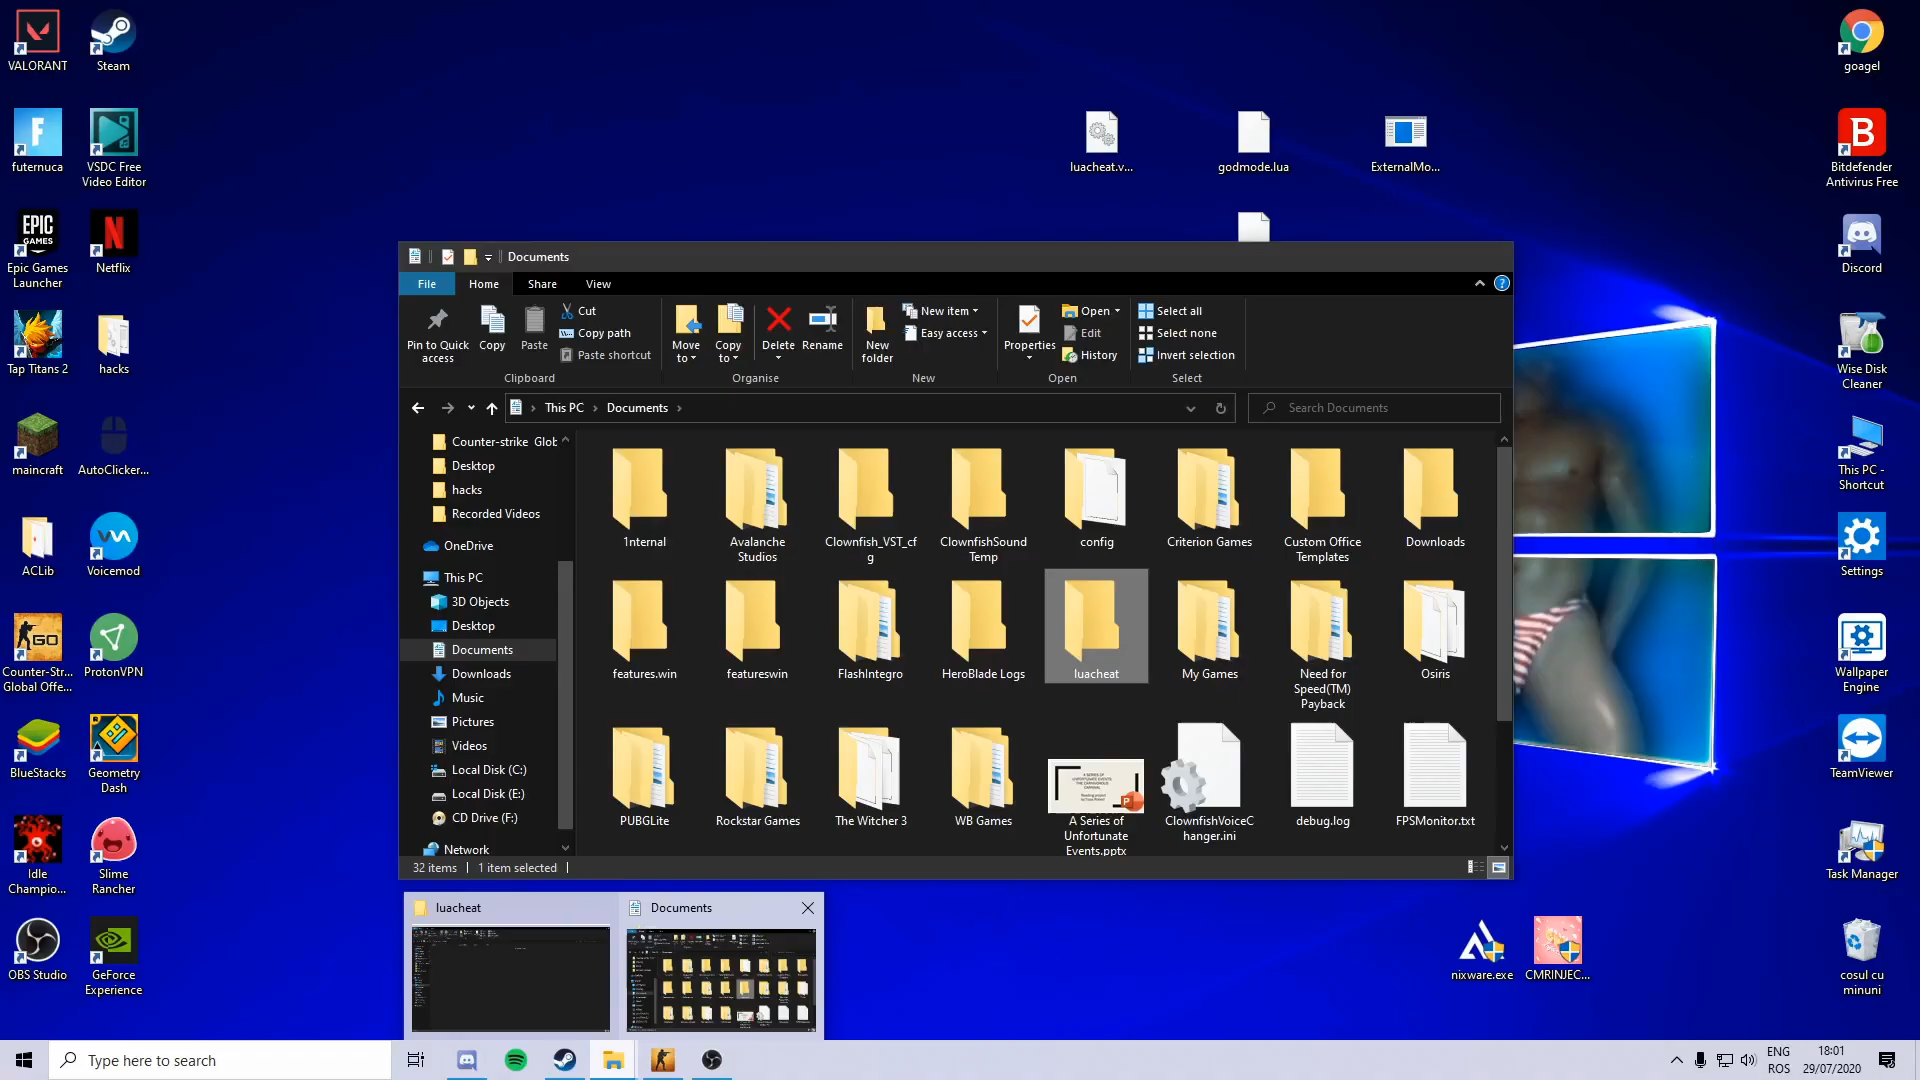 VALORANT
Steam
futernuca
VSDC Free
Video Editor
EPIC
GAMES
Epic Games
Launcher
Netflix
Tap Titans 2
hacks
maincraft
AutoClicker...
ACLib
Voicemod
GO
Counter-Str...
Global Offe...
ProtonVPN
BlueStacks
Geometry
Dash
Idle
Champio...
Slime
Rancher
OBS Studio
GeForce
Experience
luacheat.v...
godmode.lua
ExternalMo...
goagel
Bitdefender
Antivirus Free
Discord
Wise Disk
Cleaner
This PC -
Shortcut
Settings
Wallpaper
Engine
TeamViewer
Task Manager
cosul cu
minuni
nixware.exe
CMRINJEC...
Documents
File
Home
Share
View
Pin to Quick
access
Copy
Paste
Cut
Copy path
Paste shortcut
Clipboard
Move
to
Copy
to
Delete
Rename
Organise
New
folder
New item
Easy access
New
Properties
Open
Edit
History
Open
Select all
Select none
Invert selection
Select
This PC
Documents
Search Documents
Counter-strike Glob
Desktop
hacks
Recorded Videos
OneDrive
This PC
3D Objects
Desktop
Documents
Downloads
Music
Pictures
Videos
Local Disk (C:)
Local Disk (E:)
CD Drive (F:)
Network
1nternal
Avalanche
Studios
Clownfish_VST_cf
g
ClownfishSound
Temp
config
Criterion Games
Custom Office
Templates
Downloads
features.win
featureswin
FlashIntegro
HeroBlade Logs
luacheat
My Games
Need for
Speed(TM)
Payback
Osiris
PUBGLite
Rockstar Games
The Witcher 3
WB Games
A Series of
Unfortunate
Events.pptx
ClownfishVoiceC
hanger.ini
debug.log
FPSMonitor.txt
32 items
1 item selected
luacheat
Documents
Type here to search
ENG
ROS
18:01
29/07/2020